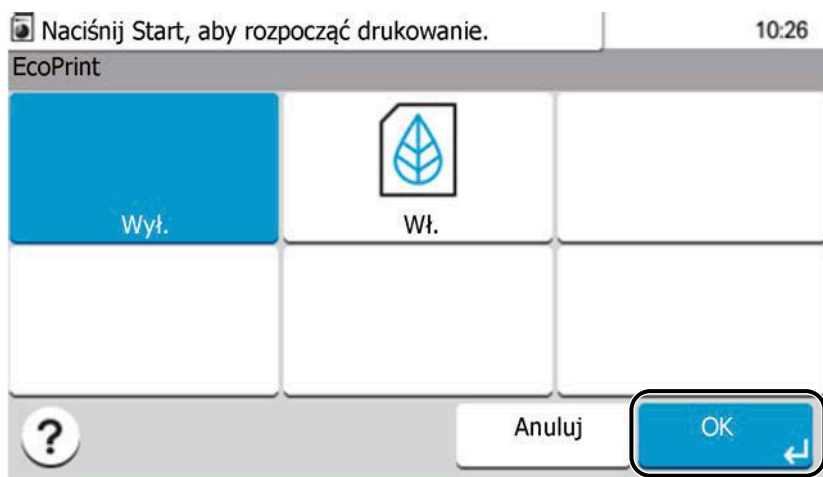 Naciśnij Start, aby rozpocząć drukowanie.
10:26
EcoPrint
Wył.
Wł.
?
Anuluj
OK